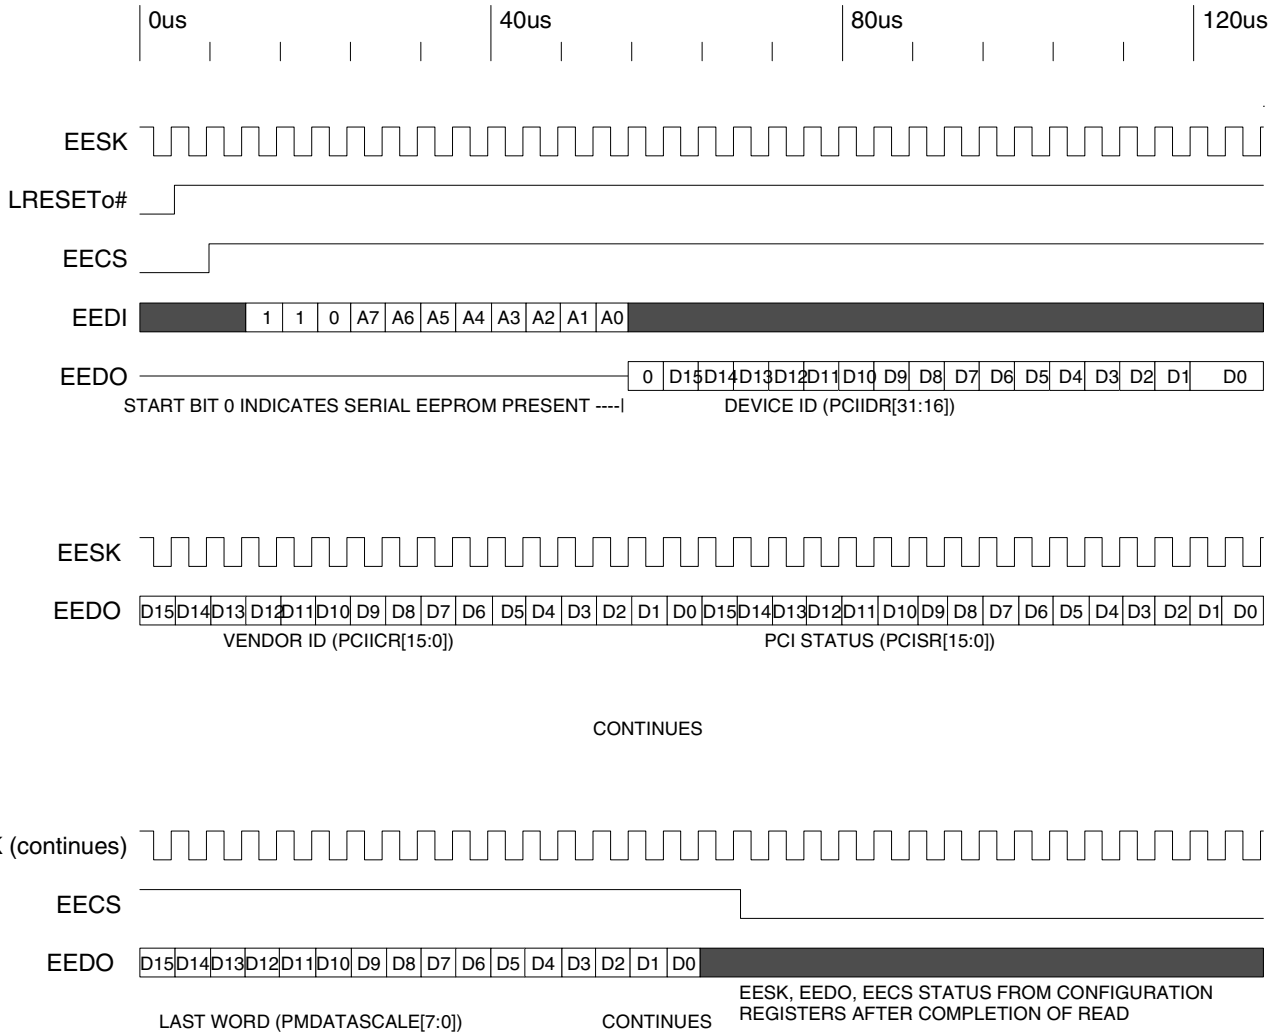 0us 40us 80us 120us
EESK
LRESETo#
EECS
EEDI 1 1 0 A7 A6 A5 A4 A3 A2 A1 A0
EEDO 0 D15 D14 D13 D12 D11 D10 D9 D8 D7 D6 D5 D4 D3 D2 D1 D0
START BIT 0 INDICATES SERIAL EEPROM PRESENT ----| DEVICE ID (PCIIDR[31:16])
EESK
EEDO D15 D14 D13 D12 D11 D10 D9 D8 D7 D6 D5 D4 D3 D2 D1 D0 D15 D14 D13 D12 D11 D10 D9 D8 D7 D6 D5 D4 D3 D2 D1 D0
VENDOR ID (PCIICR[15:0]) PCI STATUS (PCISR[15:0])
CONTINUES
(continues)
EECS
EEDO D15 D14 D13 D12 D11 D10 D9 D8 D7 D6 D5 D4 D3 D2 D1 D0
EESK, EEDO, EECS STATUS FROM CONFIGURATION
REGISTERS AFTER COMPLETION OF READ
LAST WORD (PMDATASCALE[7:0]) CONTINUES